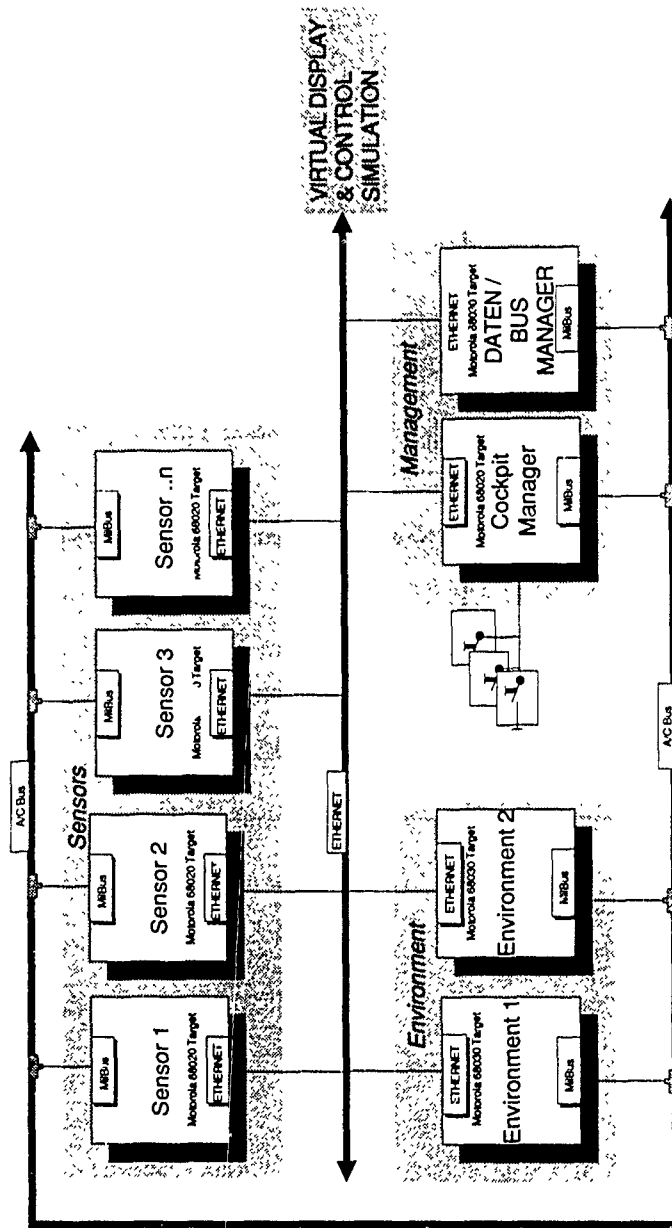 A/C Bus
Sensors
MilBus
Sensor 1
Motorola 68020 Target
ETHERNET
MilBus
Sensor 2
Motorola 68020 Target
ETHERNET
MilBus
Sensor 3
ETHERNET
MilBus
Sensor ..n
68020 Target
ETHERNET
ETHERNET
VIRTUAL DISPLAY
& CONTROL
SIMULATION
Environment
ETHERNET
Motorola 68030 Target
Environment 1
MilBus
ETHERNET
Motorola 68030 Target
Environment 2
MilBus
Management
ETHERNET
Motorola 68020 Target
Cockpit
Manager
MilBus
ETHERNET
Motorola 68020 Target
DATEN /
BUS
MANAGER
MilBus
A/C Bus